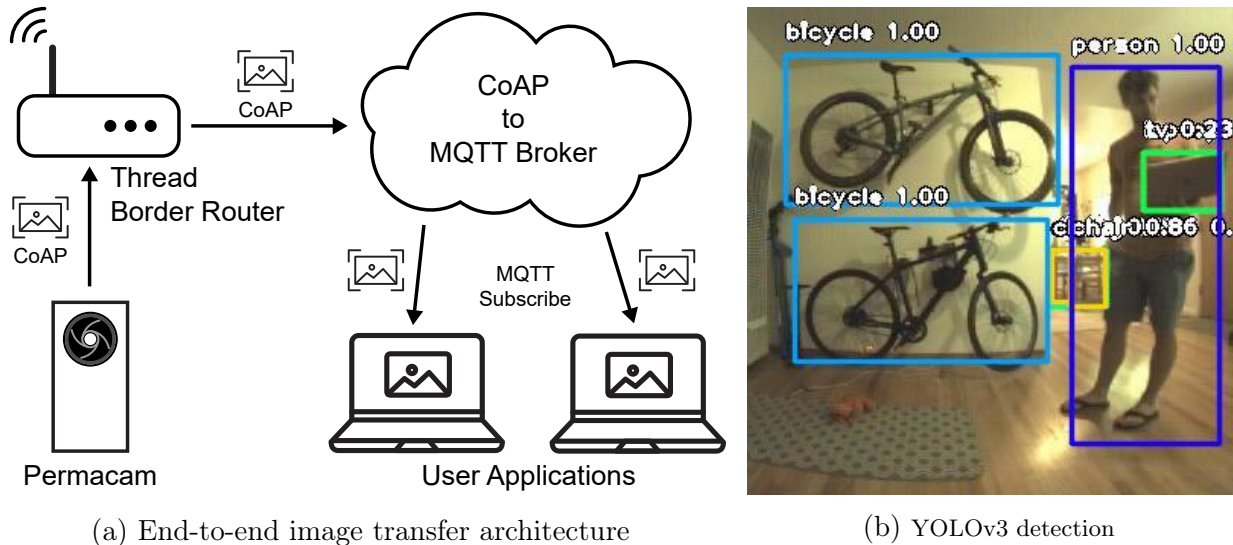 CoAP
CoAP
to
MQTT Broker
Thread
Border Router
CoAP
MQTT
Subscribe
Permacam
User Applications
(a) End-to-end image transfer architecture
bicycle 1.00
person 1.00
bicycle 1.00
(b) YOLOv3 detection